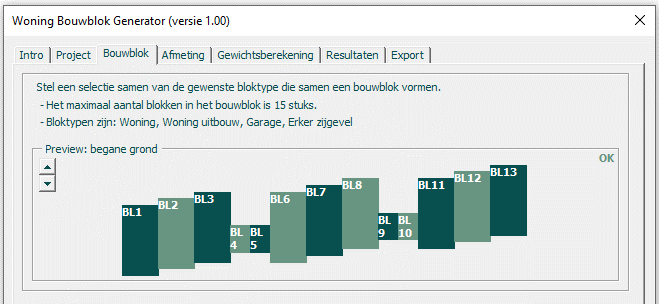 Woning Bouwblok Generator (versie 1.00)
Intro Project Bouwblok Afmeting Gewichtsberekening Resultaten Export
Stel een selectie samen van de gewenste bloktype die samen een bouwblok vormen.
- Het maximaal aantal blokken in het bouwblok is 15 stuks.
- Bloktypen zijn: Woning, Woning uitbouw, Garage, Erker zijgevel
Preview: begane grond
OK
BL1
BL2
BL3
BL
4
BL
5
BL6
BL7
BL8
BL
9
BL
10
BL11
BL12
BL13